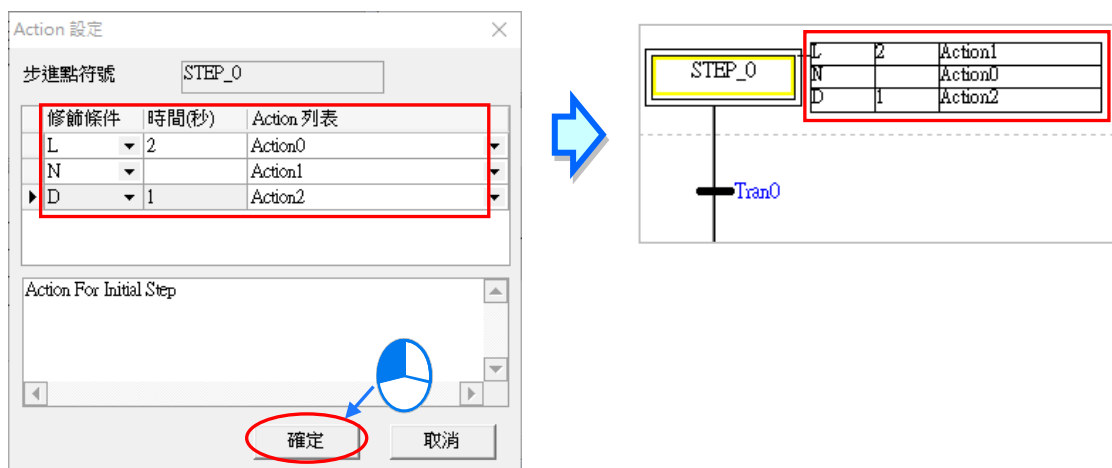 Action 設定
步進點符號 STEP_0
修飾條件 時間(秒) Action 列表
L 2 Action0
N Action1
D 1 Action2
Action For Initial Step
確定 取消
STEP_0
L 2 Action1
N Action0
D 1 Action2
Tran0